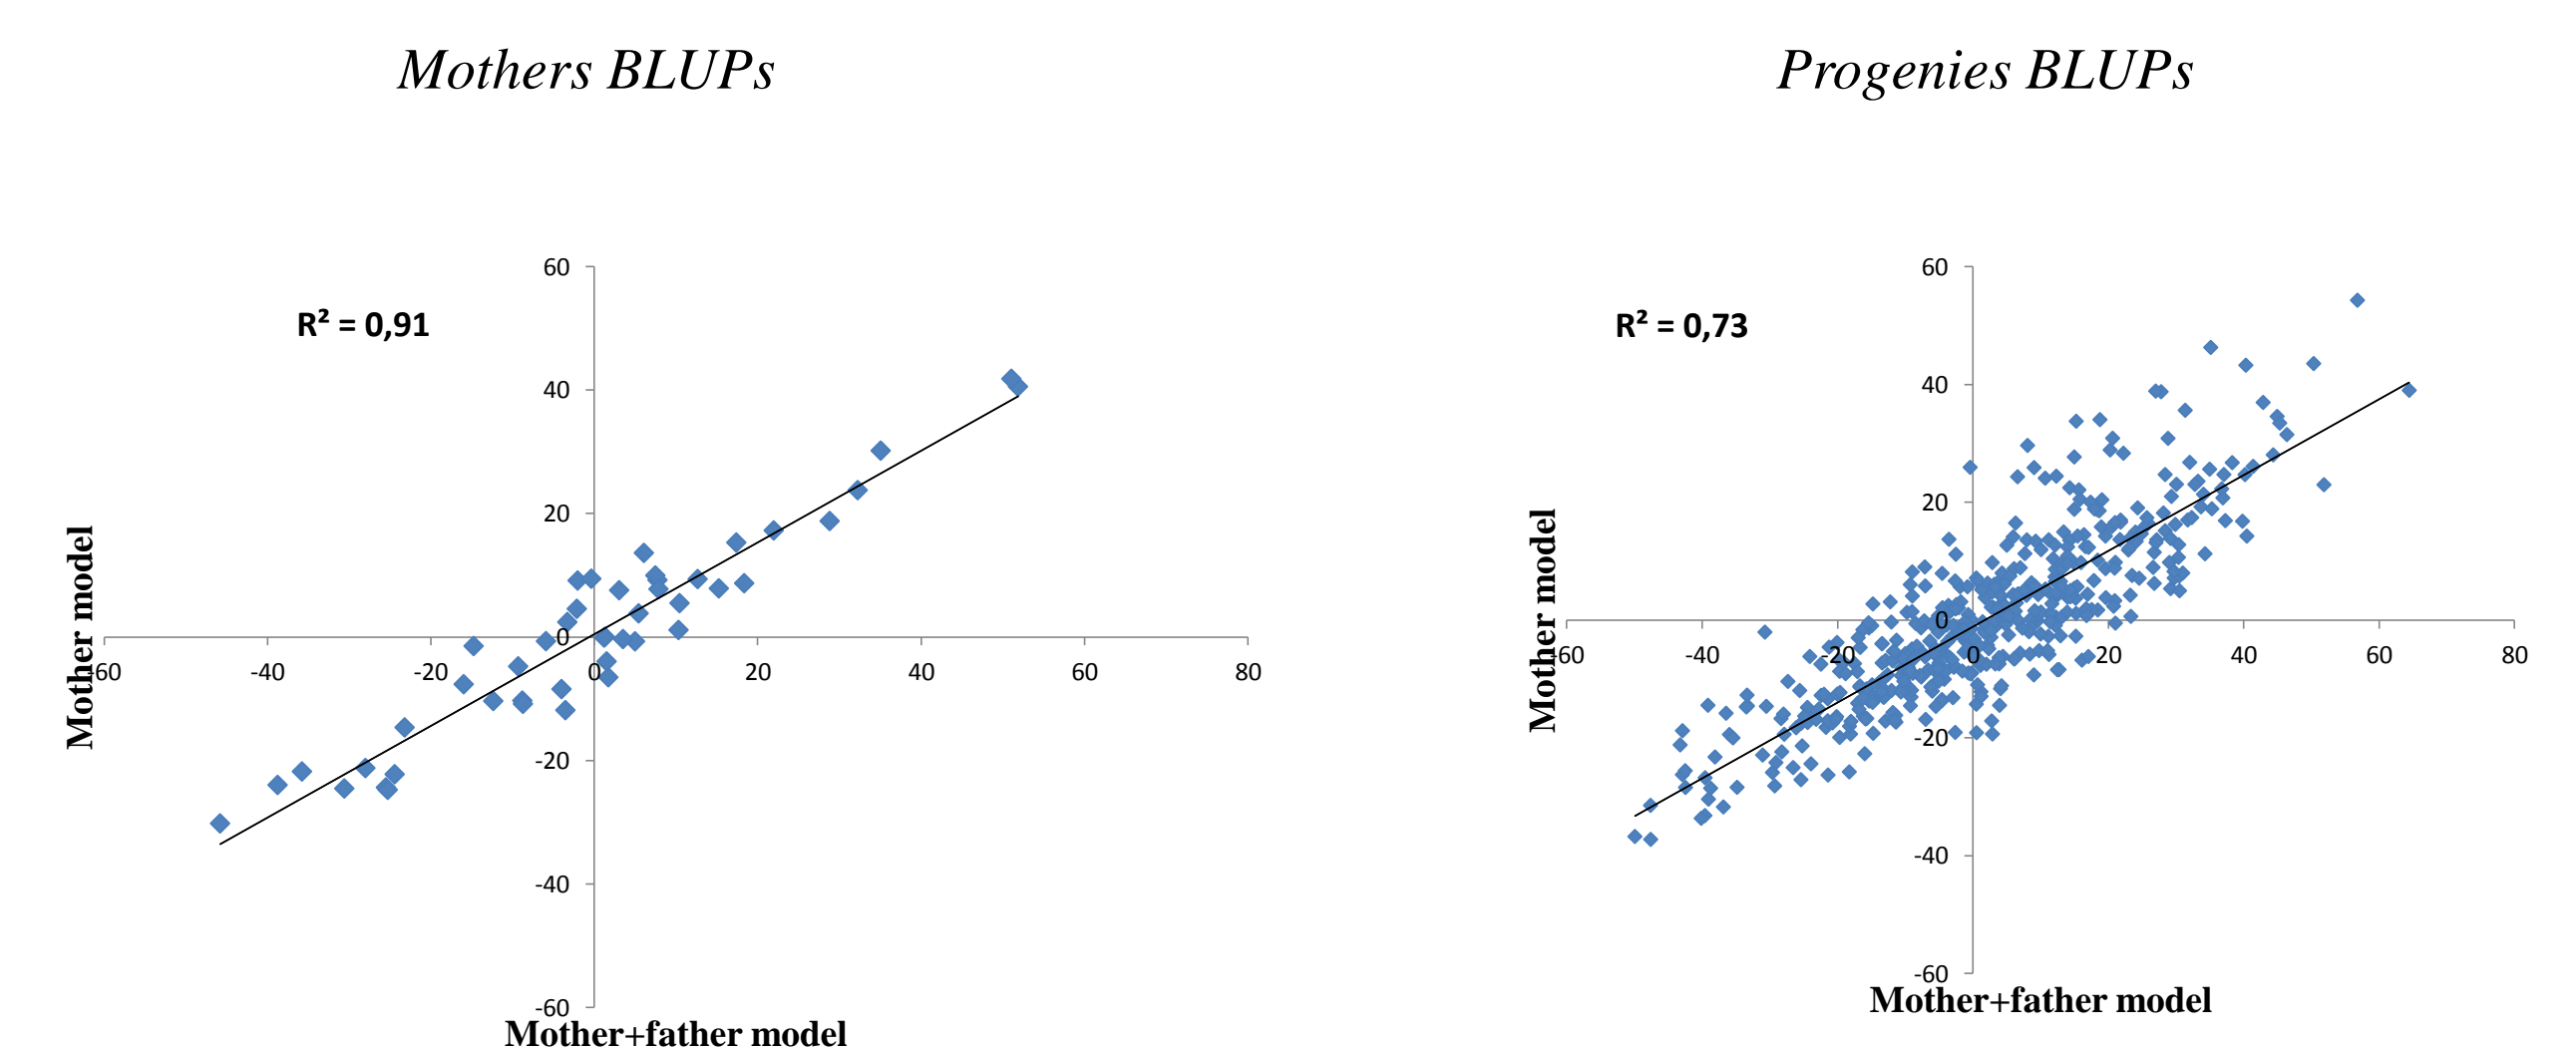 Mothers BLUPs
60
R² = 0,91
40
20
0
-60 -40 -20 0 20 40 60 80
-20
-40
-60
Mother model
Mother+father model
Progenies BLUPs
60
R² = 0,73
40
20
0
-60 -40 -20 0 20 40 60 80
-20
-40
-60
Mother model
Mother+father model